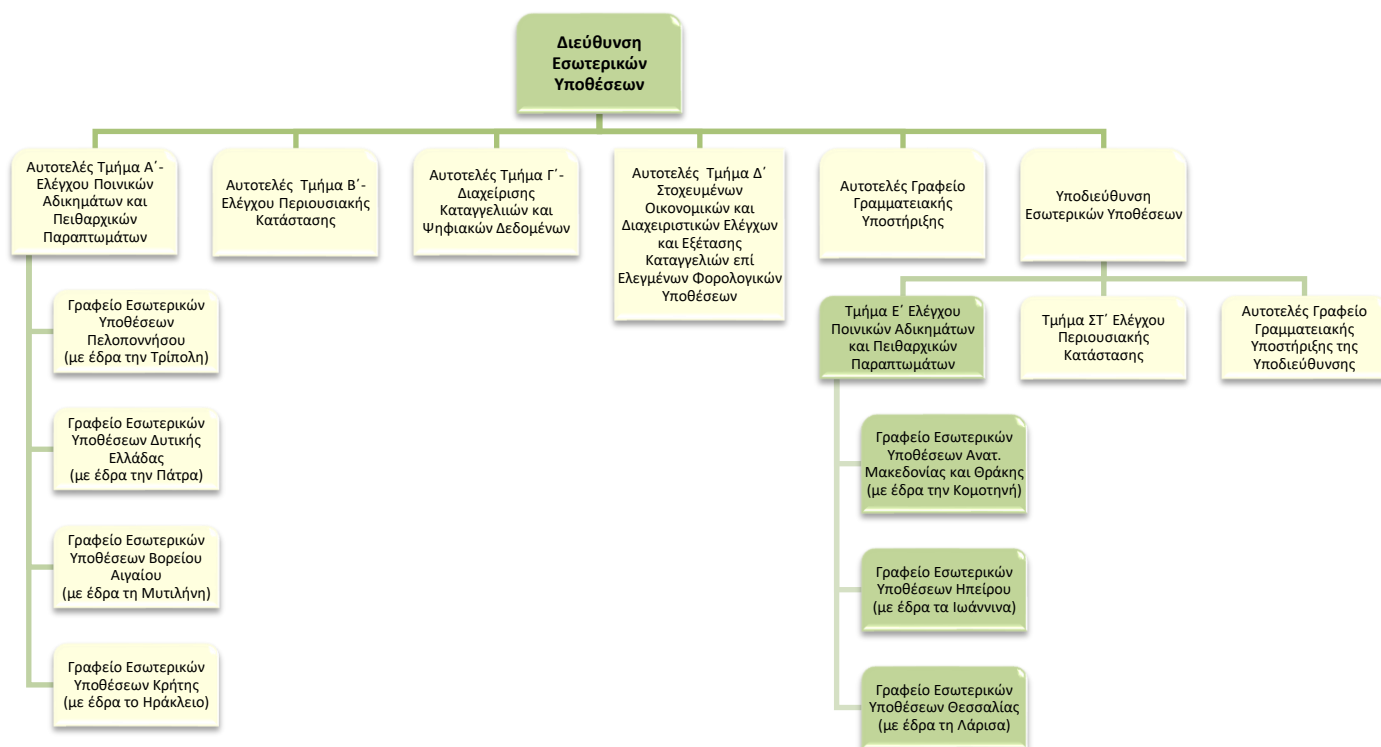 Διεύθυνση
Εσωτερικών
Υποθέσεων
Αυτοτελές Τμήμα Α΄-
Ελέγχου Ποινικών
Αδικημάτων και
Πειθαρχικών
Παραπτωμάτων
Αυτοτελές Τμήμα Β΄-
Ελέγχου Περιουσιακής
Κατάστασης
Αυτοτελές Τμήμα Γ΄-
Διαχείρισης
Καταγγελιιών και
Ψηφιακών Δεδομένων
Αυτοτελές Τμήμα Δ΄
Στοχευμένων
Οικονομικών και
Διαχειριστικών Ελέγχων
και Εξέτασης
Καταγγελιών επί
Ελεγμένων Φορολογικών
Υποθέσεων
Αυτοτελές Γραφείο
Γραμματειακής
Υποστήριξης
Υποδιεύθυνση
Εσωτερικών Υποθέσεων
Γραφείο Εσωτερικών
Υποθέσεων
Πελοποννήσου
(με έδρα την Τρίπολη)
Γραφείο Εσωτερικών
Υποθέσεων Δυτικής
Ελλάδας
(με έδρα την Πάτρα)
Γραφείο Εσωτερικών
Υποθέσεων Βορείου
Αιγαίου
(με έδρα τη Μυτιλήνη)
Γραφείο Εσωτερικών
Υποθέσεων Κρήτης
(με έδρα το Ηράκλειο)
Τμήμα Ε΄ Ελέγχου
Ποινικών Αδικημάτων
και Πειθαρχικών
Παραπτωμάτων
Τμήμα ΣΤ΄ Ελέγχου
Περιουσιακής
Κατάστασης
Αυτοτελές Γραφείο
Γραμματειακής
Υποστήριξης της
Υποδιεύθυνσης
Γραφείο Εσωτερικών
Υποθέσεων Ανατ.
Μακεδονίας και Θράκης
(με έδρα την Κομοτηνή)
Γραφείο Εσωτερικών
Υποθέσεων Ηπείρου
(με έδρα τα Ιωάννινα)
Γραφείο Εσωτερικών
Υποθέσεων Θεσσαλίας
(με έδρα τη Λάρισα)